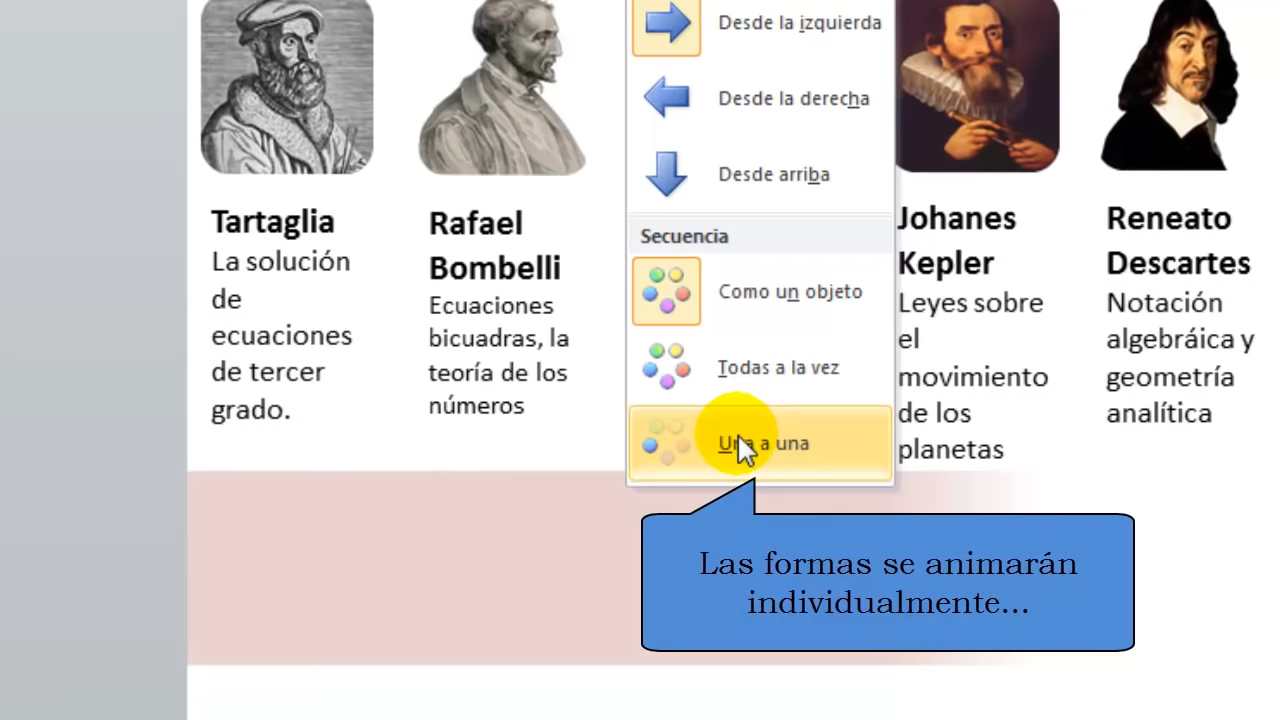 Tartaglia
La solución
de
ecuaciones
de tercer
grado.
Rafael
Bombelli
Ecuaciones
bicuadras, la
teoría de los
números
Desde la izquierda
Desde la derecha
Desde arriba
Secuencia
Como un objeto
Todas a la vez
Una a una
Johanes
Kepler
Leyes sobre
el
movimiento
de los
planetas
Reneato
Descartes
Notación
algebráica y
geometría
analítica
Las formas se animarán
individualmente...